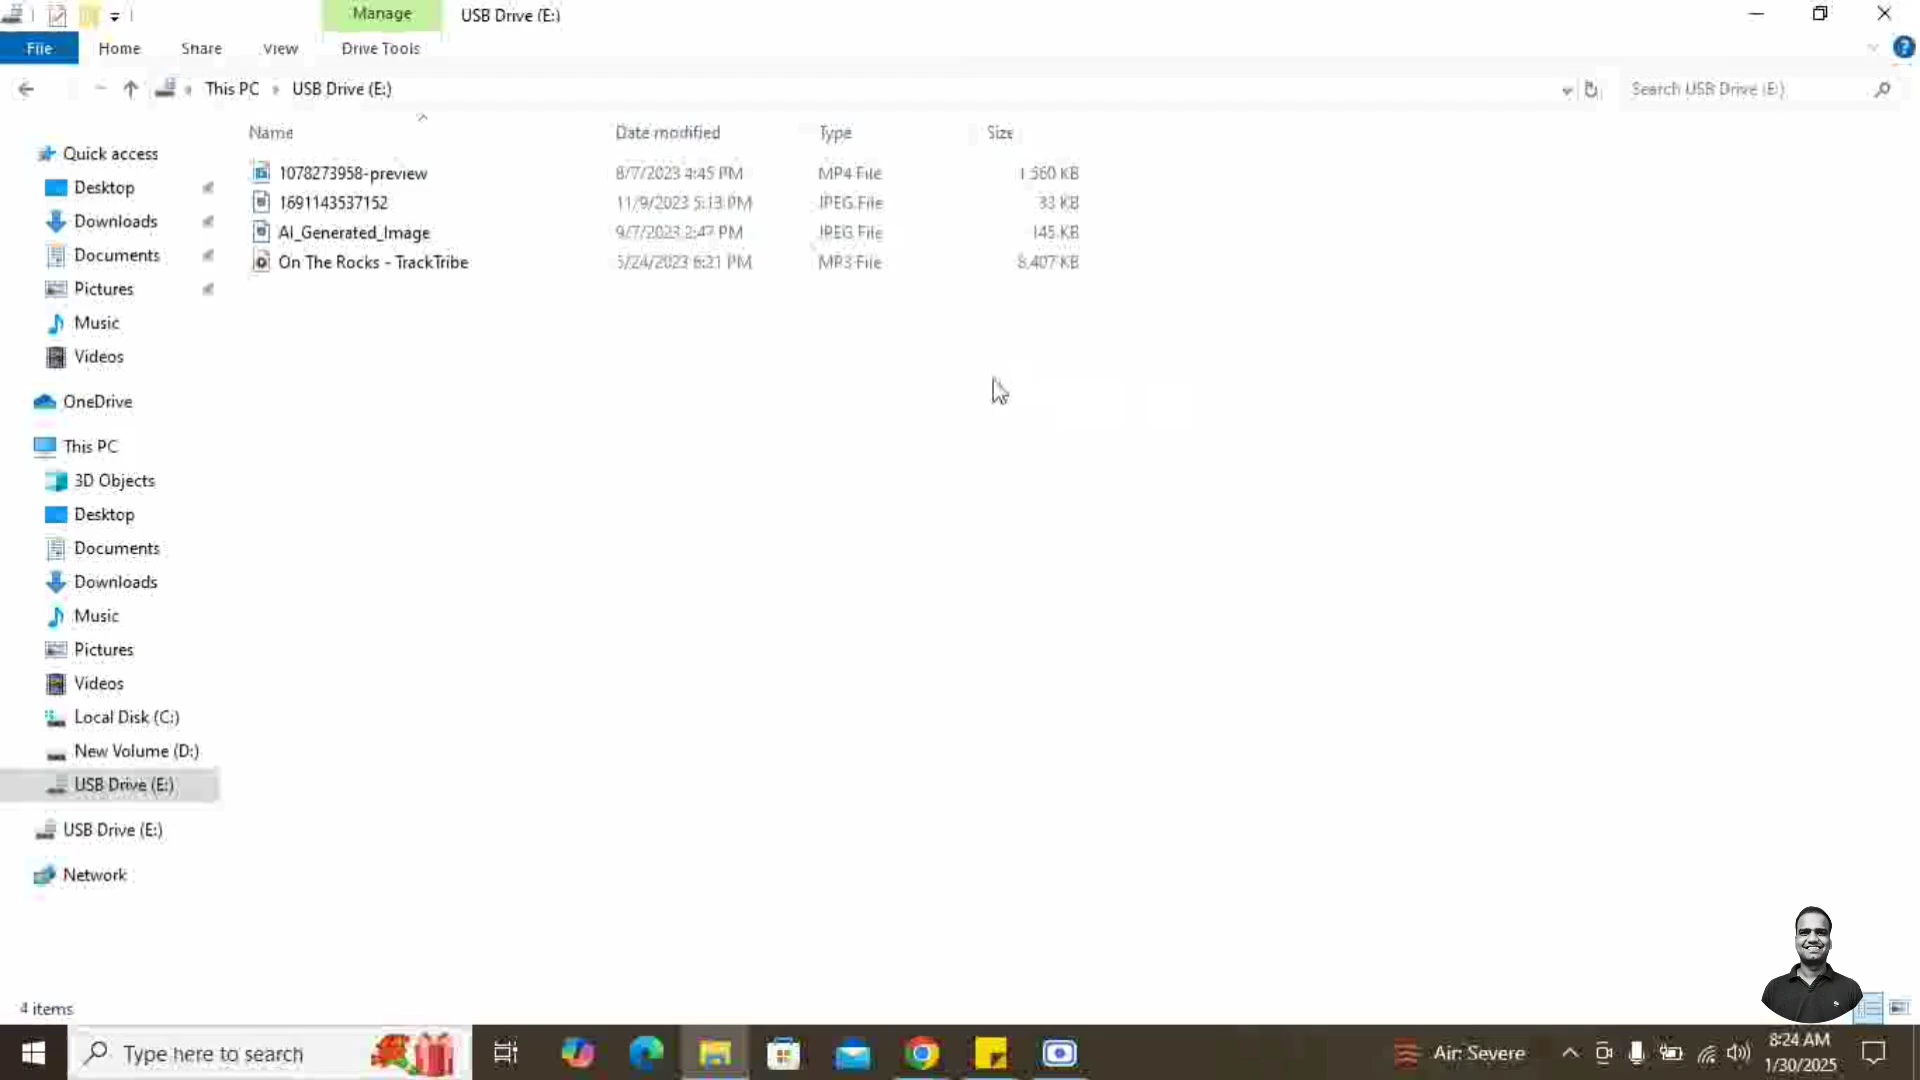 Manage
USB Drive (E:)
File
Home
Share
View
Drive Tools
This PC
USB Drive (E:)
Search USB Drive (E:)
Name
Date modified
Type
Size
1078273958-preview
8/7/2023 4:45 PM
MP4 File
1,560 KB
1691143537152
11/9/2023 5:13 PM
JPEG File
33 KB
AI_Generated_Image
9/7/2023 2:47 PM
JPEG File
145 KB
On The Rocks - TrackTribe
5/24/2023 6:21 PM
MP3 File
8,407 KB
Quick access
Desktop
Downloads
Documents
Pictures
Music
Videos
OneDrive
This PC
3D Objects
Desktop
Documents
Downloads
Music
Pictures
Videos
Local Disk (C:)
New Volume (D:)
USB Drive (E:)
USB Drive (E:)
Network
4 items
Type here to search
Air: Severe
8:24 AM
1/30/2025